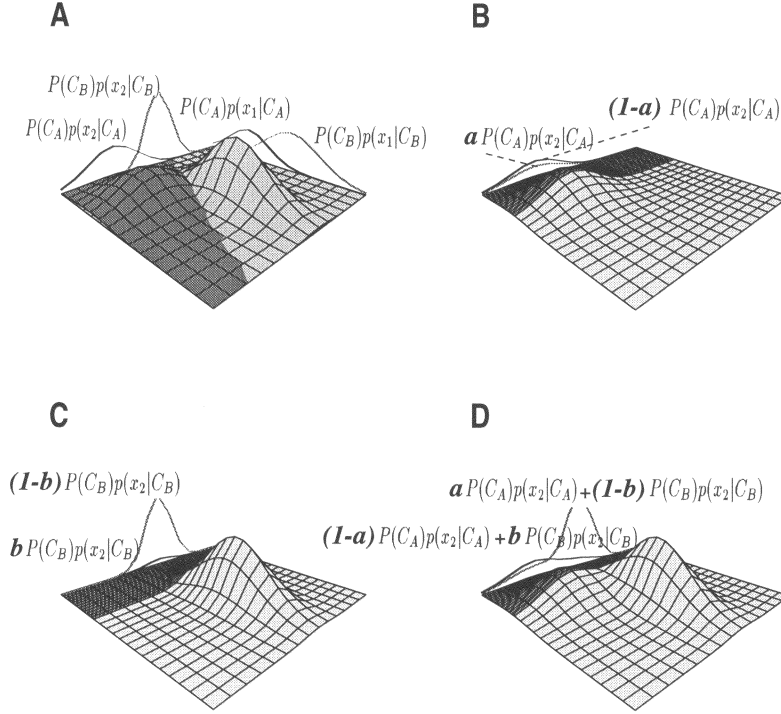 A
P(C_B)p(x_2|C_B)
P(C_A)p(x_1|C_A)
P(C_A)p(x_2|C_A)
P(C_B)p(x_1|C_B)
B
(1-a) P(C_A)p(x_2|C_A)
a P(C_A)p(x_2|C_A)
C
(1-b) P(C_B)p(x_2|C_B)
b P(C_B)p(x_2|C_B)
D
a P(C_A)p(x_2|C_A)+(1-b) P(C_B)p(x_2|C_B)
(1-a) P(C_A)p(x_2|C_A) + b P(C_B)p(x_2|C_B)